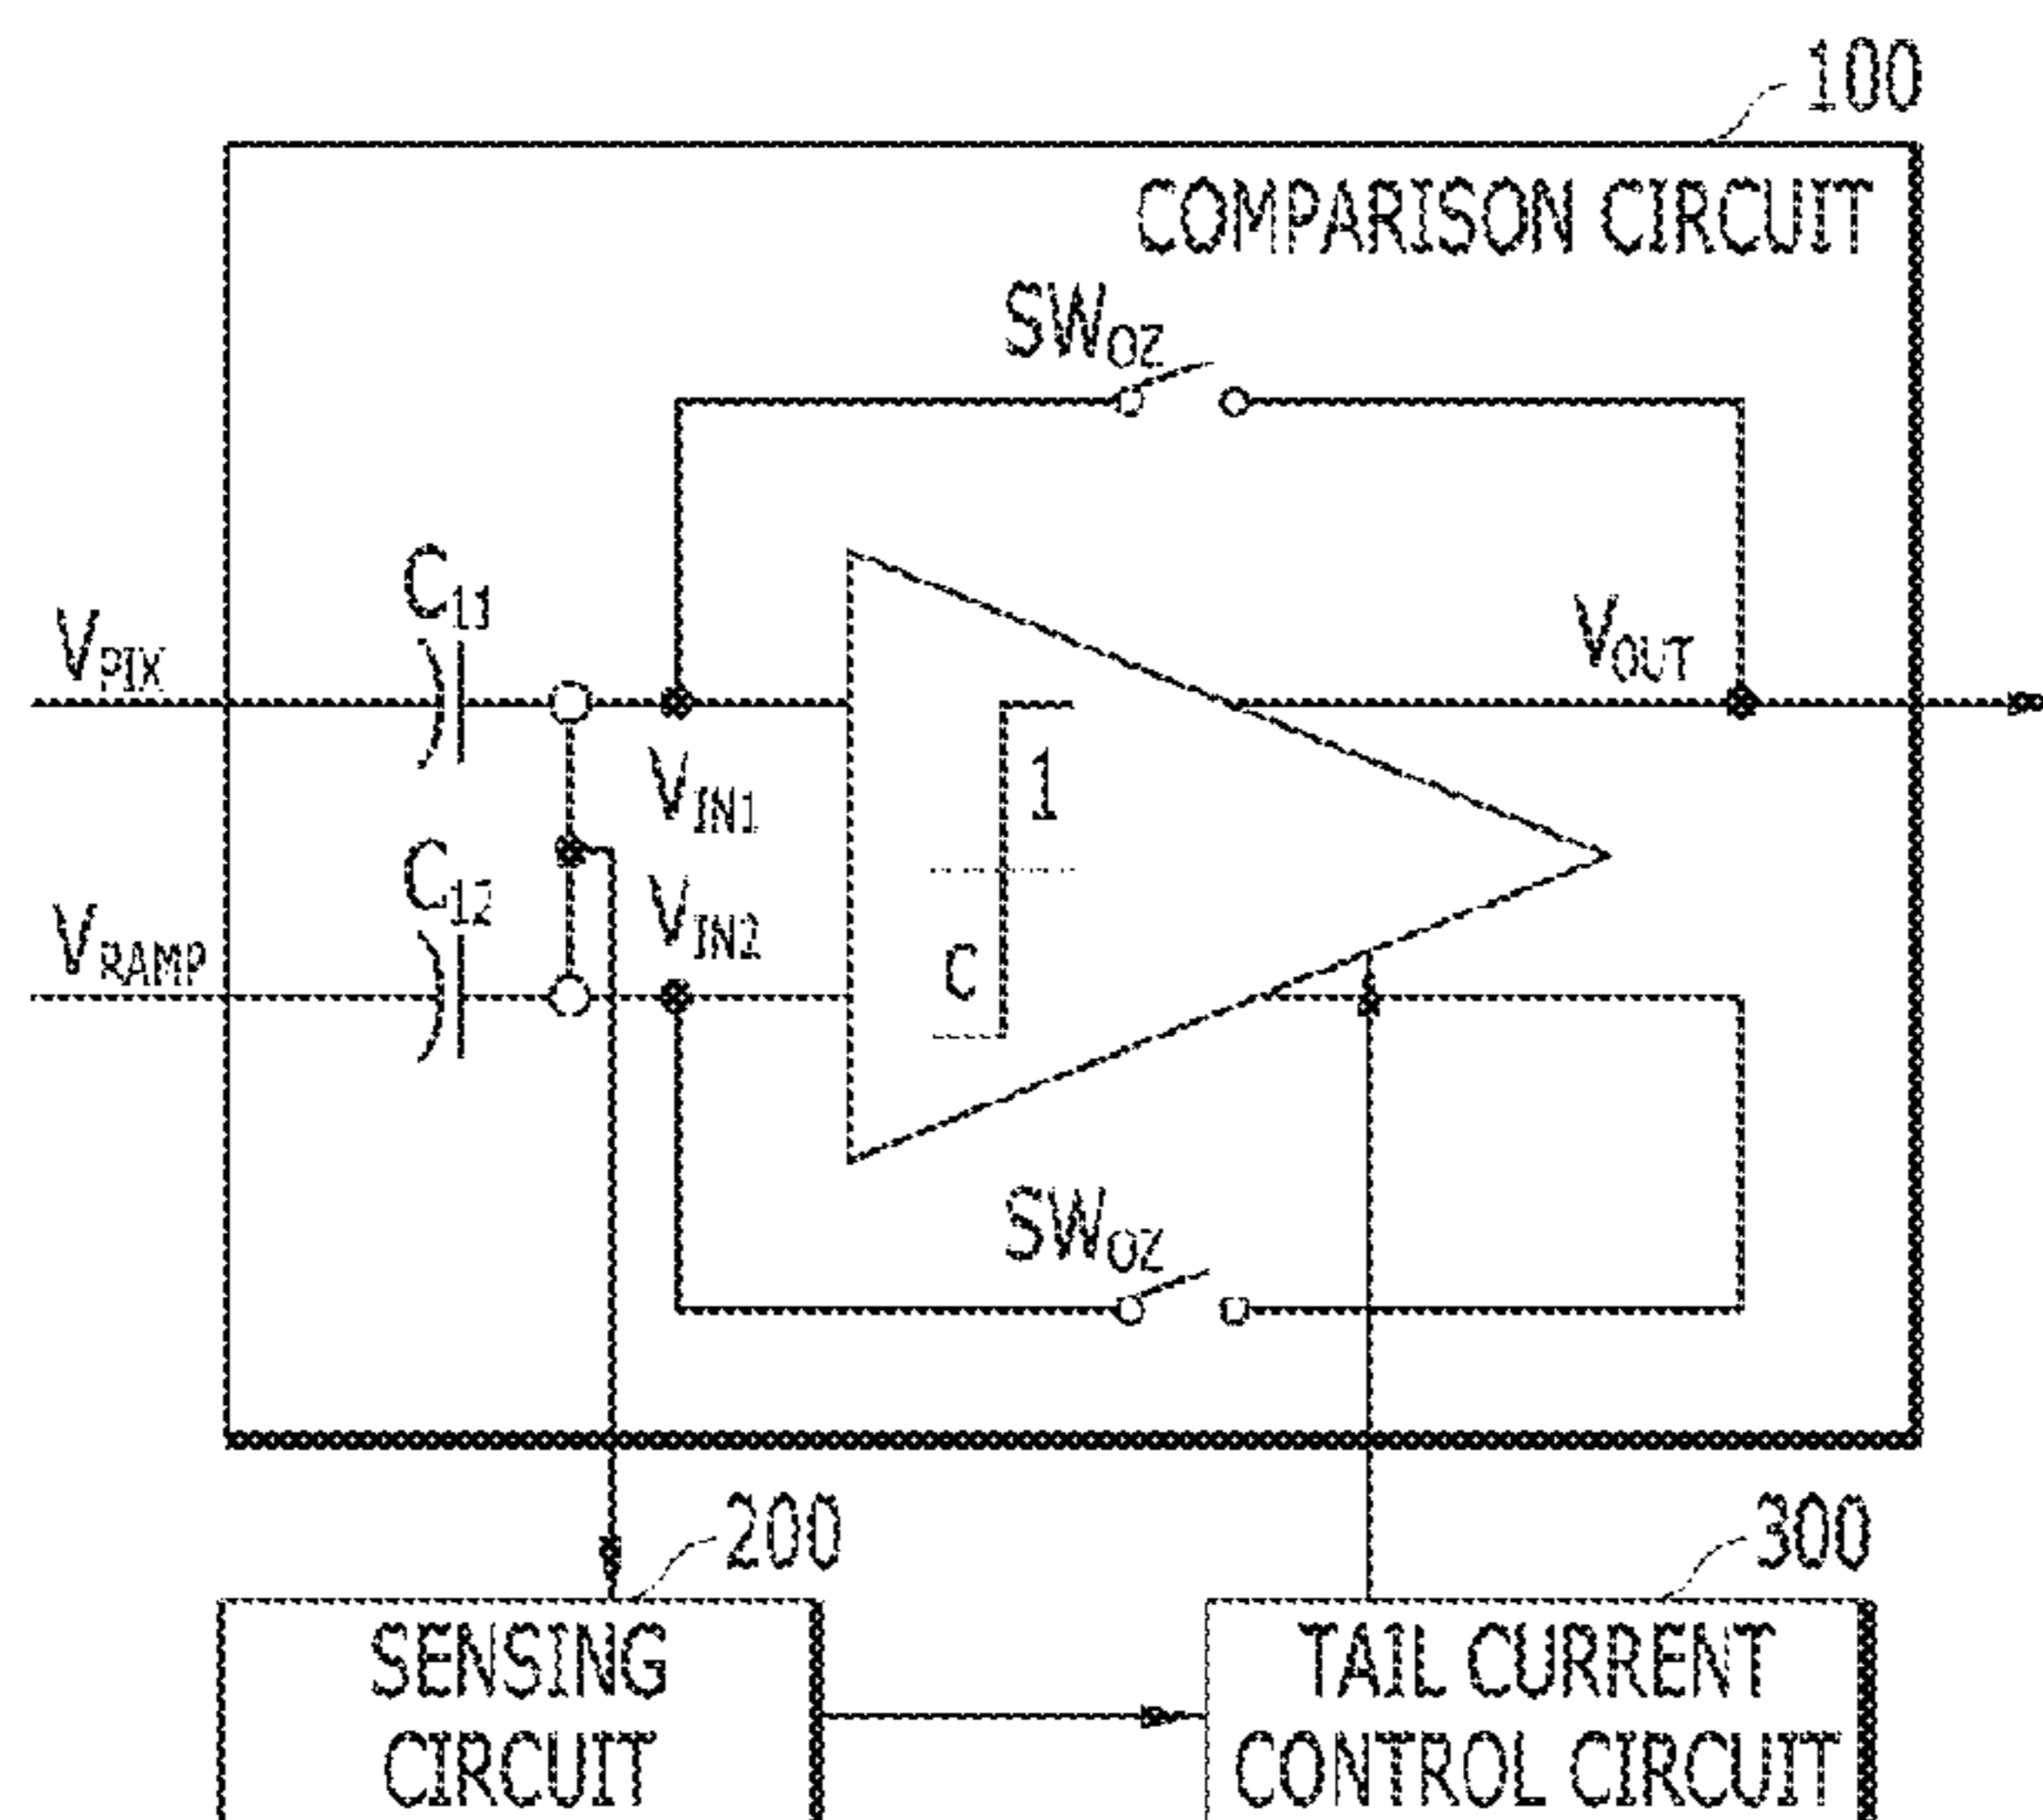 100
COMPARISON CIRCUIT
SWOZ
C11
VPIX
VOUT
VIN1
1
C12
VRAMP
VIN2
C
SWOZ
200
300
SENSING
CIRCUIT
TAIL CURRENT
CONTROL CIRCUIT